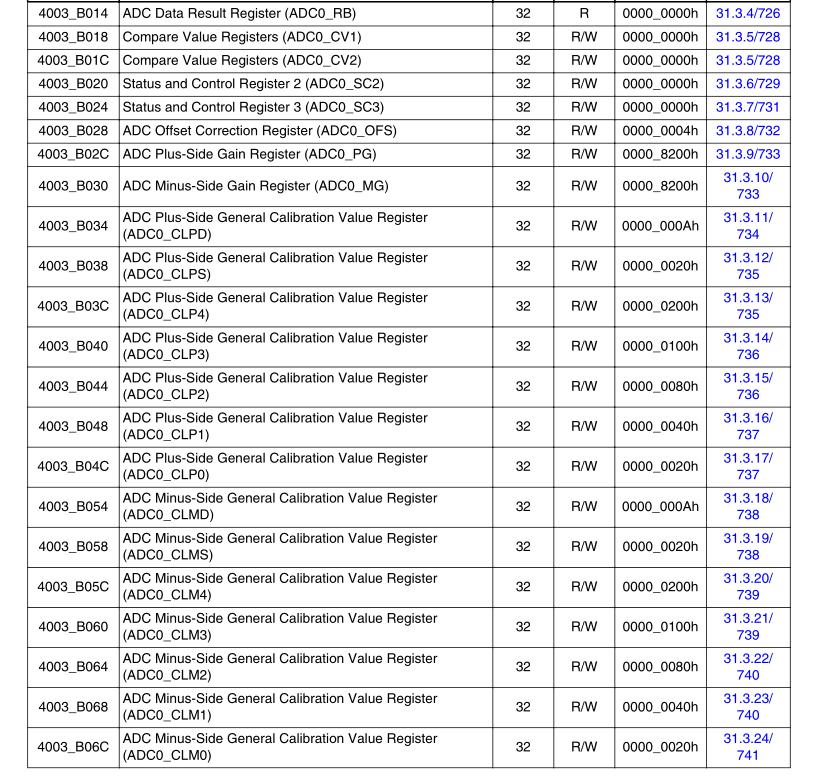 4003_B014 ADC Data Result Register (ADC0_RB) 32 R 0000_0000h 31.3.4/726
4003_B018 Compare Value Registers (ADC0_CV1) 32 R/W 0000_0000h 31.3.5/728
4003_B01C Compare Value Registers (ADC0_CV2) 32 R/W 0000_0000h 31.3.5/728
4003_B020 Status and Control Register 2 (ADC0_SC2) 32 R/W 0000_0000h 31.3.6/729
4003_B024 Status and Control Register 3 (ADC0_SC3) 32 R/W 0000_0000h 31.3.7/731
4003_B028 ADC Offset Correction Register (ADC0_OFS) 32 R/W 0000_0004h 31.3.8/732
4003_B02C ADC Plus-Side Gain Register (ADC0_PG) 32 R/W 0000_8200h 31.3.9/733
4003_B030 ADC Minus-Side Gain Register (ADC0_MG) 32 R/W 0000_8200h 31.3.10/
733
4003_B034 ADC Plus-Side General Calibration Value Register 32 R/W 0000_000Ah 31.3.11/
(ADC0_CLPD) 734
4003_B038 ADC Plus-Side General Calibration Value Register 32 R/W 0000_0020h 31.3.12/
(ADC0_CLPS) 735
4003_B03C ADC Plus-Side General Calibration Value Register 32 R/W 0000_0200h 31.3.13/
(ADC0_CLP4) 735
4003_B040 ADC Plus-Side General Calibration Value Register 32 R/W 0000_0100h 31.3.14/
(ADC0_CLP3) 736
4003_B044 ADC Plus-Side General Calibration Value Register 32 R/W 0000_0080h 31.3.15/
(ADC0_CLP2) 736
4003_B048 ADC Plus-Side General Calibration Value Register 32 R/W 0000_0040h 31.3.16/
(ADC0_CLP1) 737
4003_B04C ADC Plus-Side General Calibration Value Register 32 R/W 0000_0020h 31.3.17/
(ADC0_CLP0) 737
4003_B054 ADC Minus-Side General Calibration Value Register 32 R/W 0000_000Ah 31.3.18/
(ADC0_CLMD) 738
4003_B058 ADC Minus-Side General Calibration Value Register 32 R/W 0000_0020h 31.3.19/
(ADC0_CLMS) 738
4003_B05C ADC Minus-Side General Calibration Value Register 32 R/W 0000_0200h 31.3.20/
(ADC0_CLM4) 739
4003_B060 ADC Minus-Side General Calibration Value Register 32 R/W 0000_0100h 31.3.21/
(ADC0_CLM3) 739
4003_B064 ADC Minus-Side General Calibration Value Register 32 R/W 0000_0080h 31.3.22/
(ADC0_CLM2) 740
4003_B068 ADC Minus-Side General Calibration Value Register 32 R/W 0000_0040h 31.3.23/
(ADC0_CLM1) 740
4003_B06C ADC Minus-Side General Calibration Value Register 32 R/W 0000_0020h 31.3.24/
(ADC0_CLM0) 741